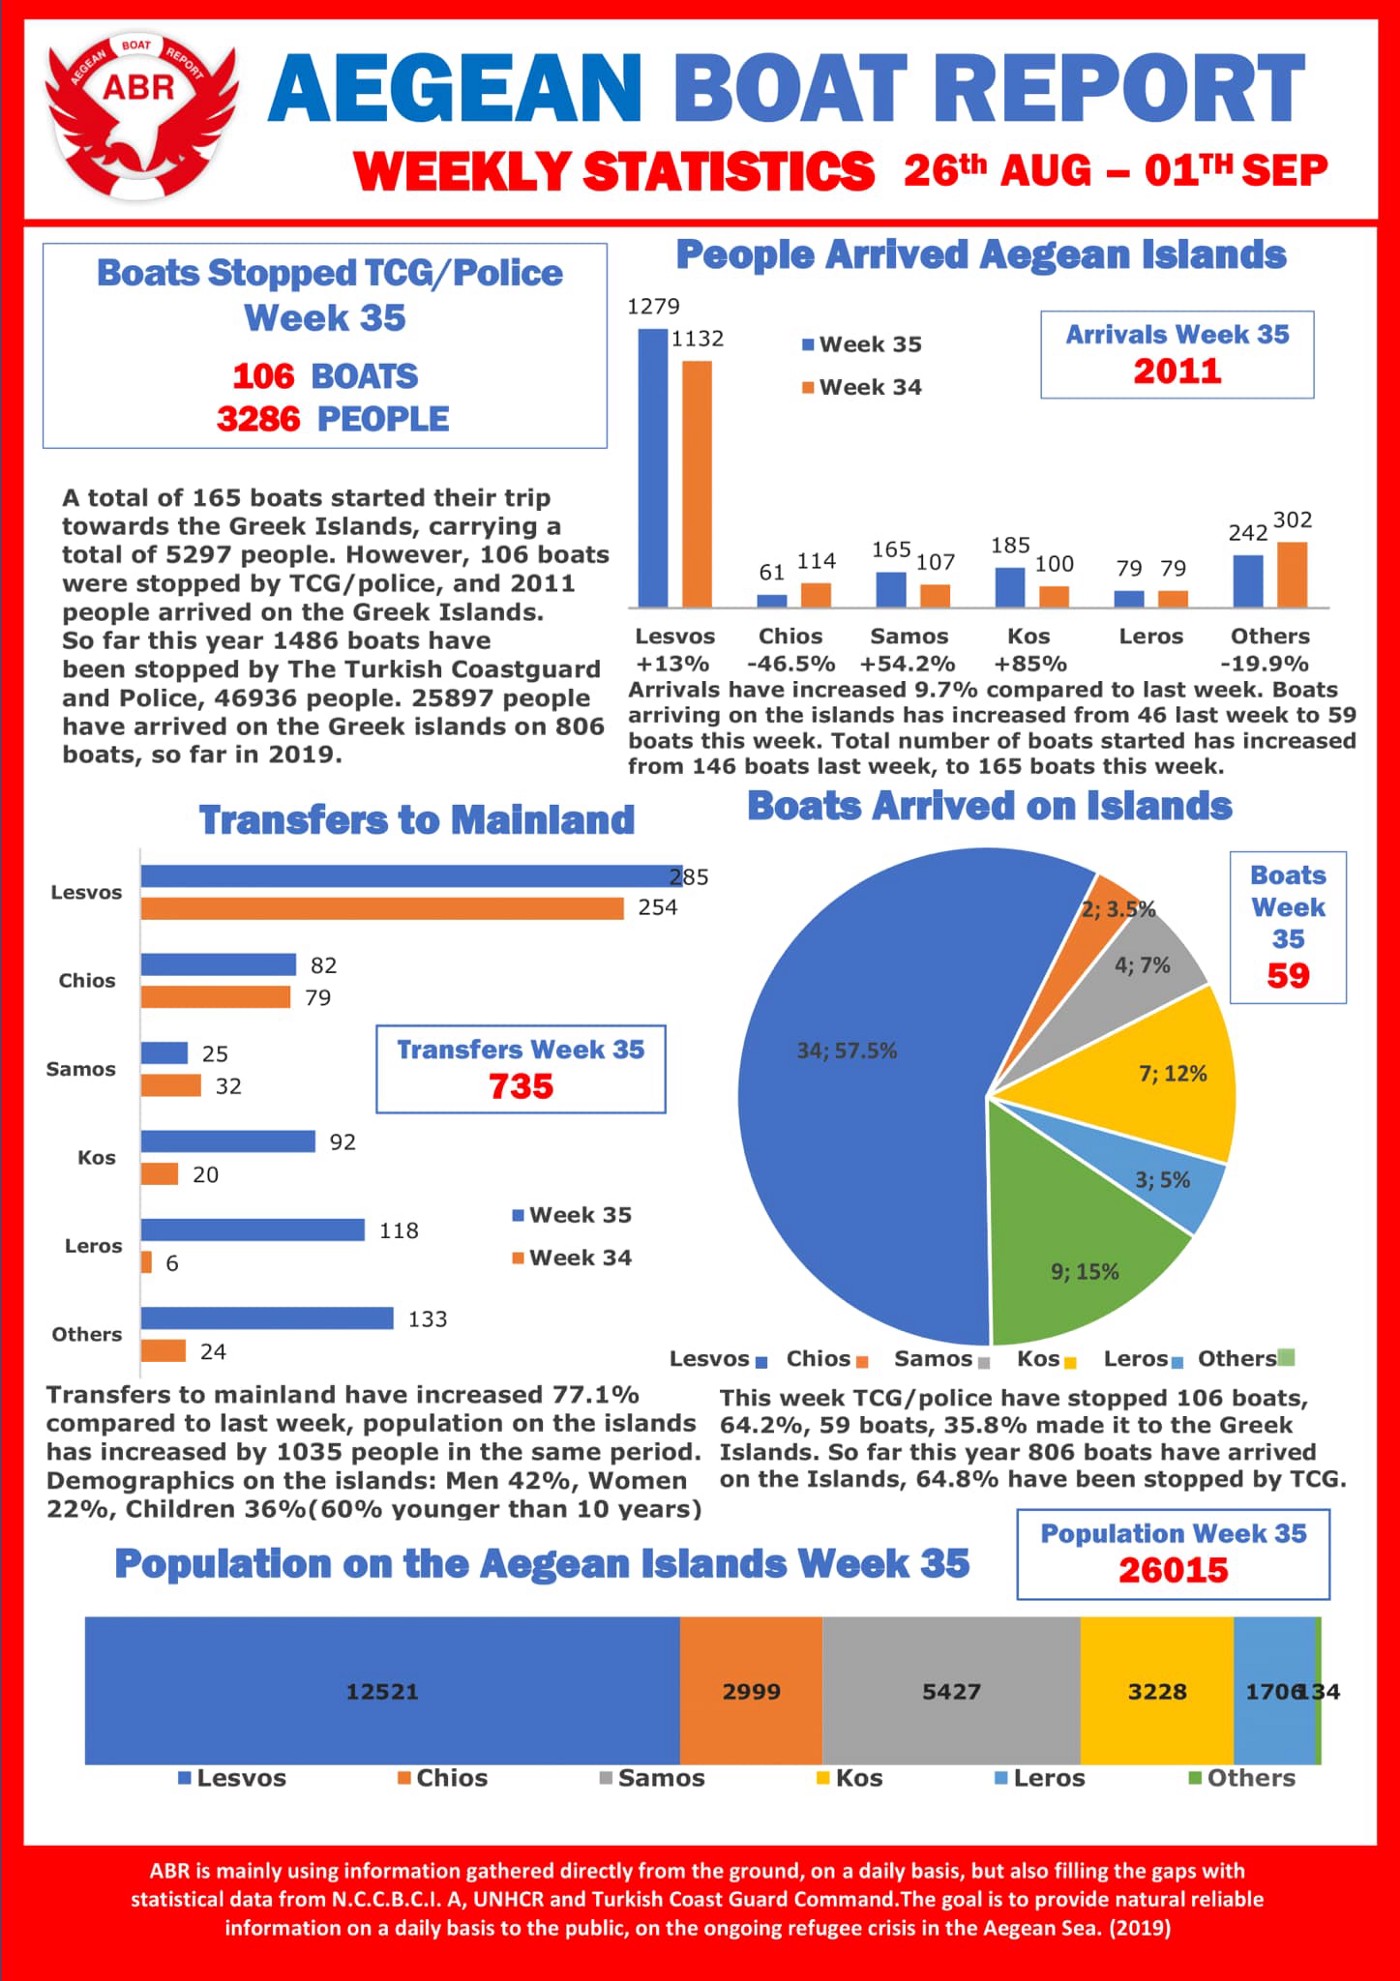 AEGEAN BOAT REPORT
ABR
AEGEAN BOAT REPORT
WEEKLY STATISTICS 26th AUG – 01TH SEP
Boats Stopped TCG/Police
Week 35
106 BOATS
3286 PEOPLE
A total of 165 boats started their trip
towards the Greek Islands, carrying a
total of 5297 people. However, 106 boats
were stopped by TCG/police, and 2011
people arrived on the Greek Islands.
So far this year 1486 boats have
been stopped by The Turkish Coastguard
and Police, 46936 people. 25897 people
have arrived on the Greek islands on 806
boats, so far in 2019.
People Arrived Aegean Islands
1279
1132
Week 35
Week 34
Arrivals Week 35
2011
61
114
165
107
185
100
79
79
242
302
Lesvos Chios Samos Kos Leros Others
+13% -46.5% +54.2% +85% -19.9%
Arrivals have increased 9.7% compared to last week. Boats
arriving on the islands has increased from 46 last week to 59
boats this week. Total number of boats started has increased
from 146 boats last week, to 165 boats this week.
Transfers to Mainland
Lesvos
285
254
Chios
82
79
Samos
25
32
Kos
92
20
Leros
118
6
Others
133
24
Transfers Week 35
735
Week 35
Week 34
Transfers to mainland have increased 77.1%
compared to last week, population on the islands
has increased by 1035 people in the same period.
Demographics on the islands: Men 42%, Women
22%, Children 36%(60% younger than 10 years)
Boats Arrived on Islands
Boats
Week
35
59
2; 3.5%
4; 7%
34; 57.5%
7; 12%
3; 5%
9; 15%
Lesvos Chios Samos Kos Leros Others
This week TCG/police have stopped 106 boats,
64.2%, 59 boats, 35.8% made it to the Greek
Islands. So far this year 806 boats have arrived
on the Islands, 64.8% have been stopped by TCG.
Population on the Aegean Islands Week 35
Population Week 35
26015
12521 2999 5427 3228 1706 134
Lesvos Chios Samos Kos Leros Others
ABR is mainly using information gathered directly from the ground, on a daily basis, but also filling the gaps with
statistical data from N.C.C.B.C.I. A, UNHCR and Turkish Coast Guard Command.The goal is to provide natural reliable
information on a daily basis to the public, on the ongoing refugee crisis in the Aegean Sea. (2019)